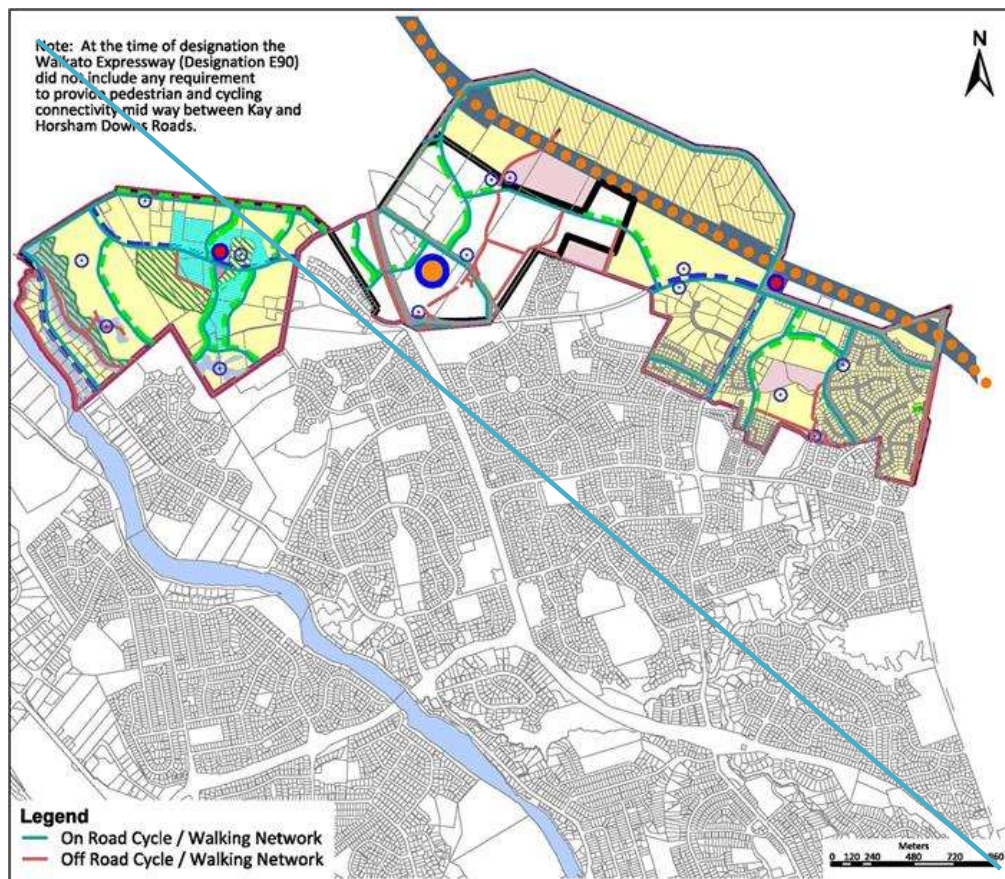 Note: At the time of designation the
Waikato Expressway (Designation E90)
did not include any requirement
to provide pedestrian and cycling
connectivity mid way between Kay and
Horsham Downs Roads.
N
Legend
On Road Cycle / Walking Network
Off Road Cycle / Walking Network
Meters
0 120 240 480 720 960